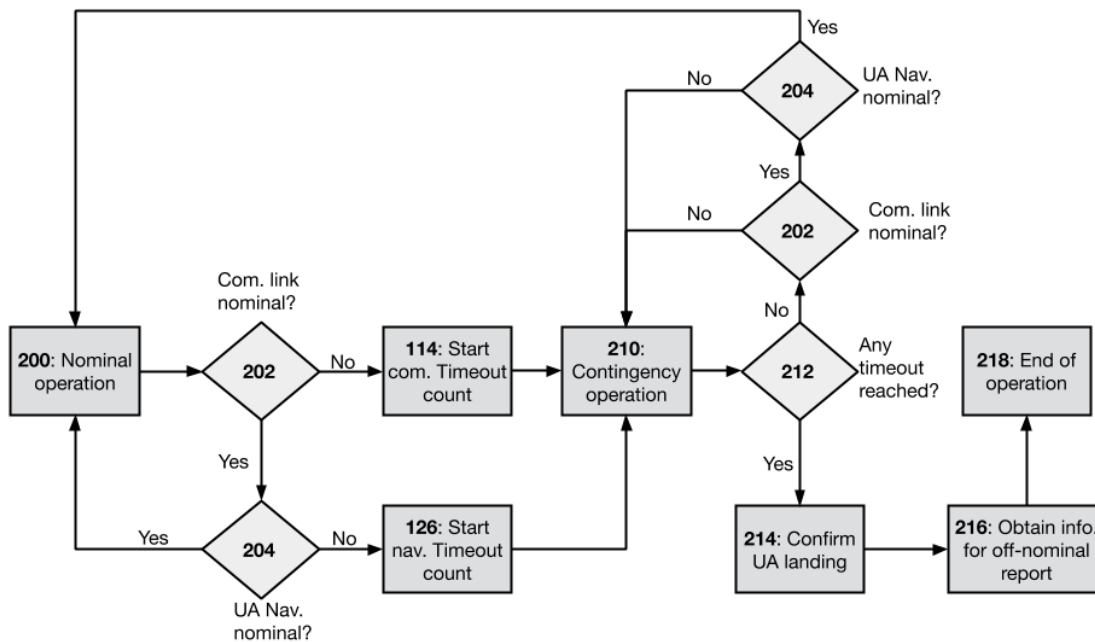 Yes
204
UA Nav.
nominal?
No
Yes
202
Com. link
nominal?
No
No
Com. link
nominal?
200: Nominal
operation
202
No
114: Start
com. Timeout
count
210:
Contingency
operation
212
Any
timeout
reached?
218: End of
operation
Yes
Yes
Yes
204
UA Nav.
nominal?
No
126: Start
nav. Timeout
count
214: Confirm
UA landing
216: Obtain info.
for off-nominal
report